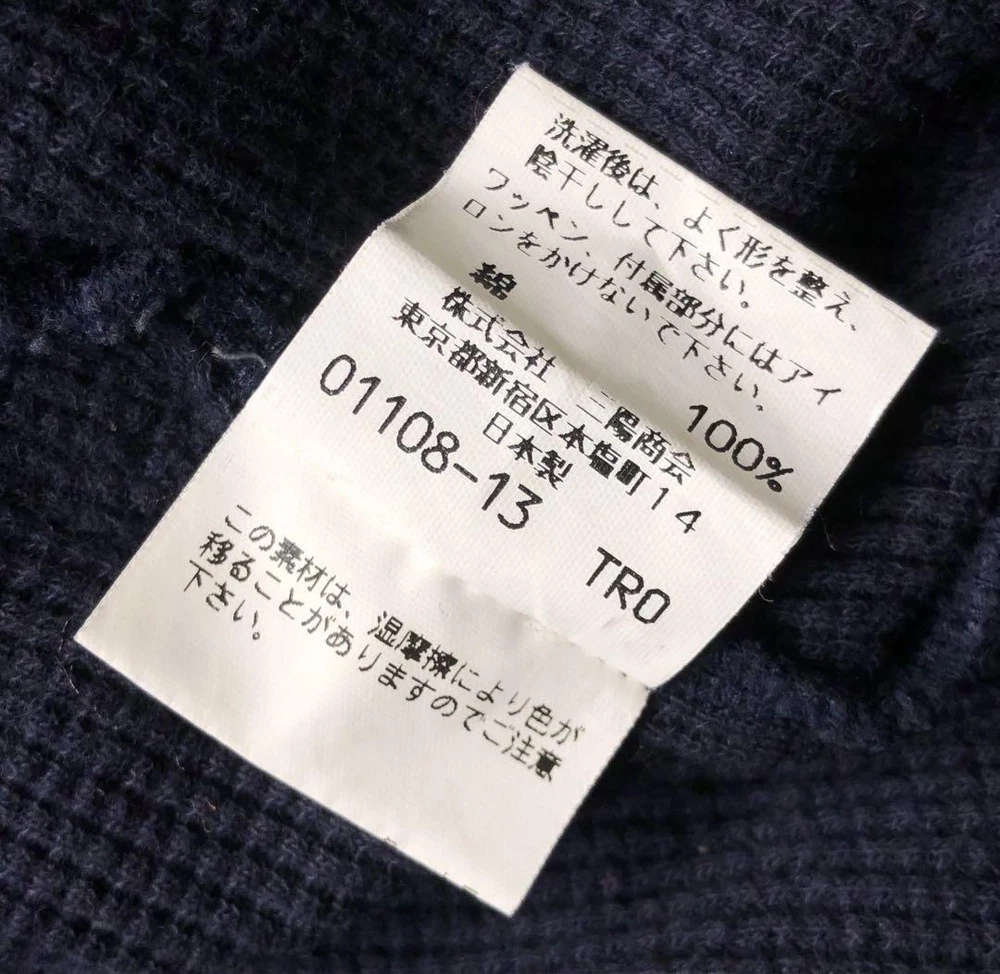 洗濯後は、よく形を整え、
陰干しして下さい。
ワッペン、付属部分にはアイ
ロンをかけないで下さい。
綿 100%
株式会社 三陽商会
東京都新宿区本塩町14
日本製
01108-13 TRO
この素材は、湿摩擦により色が
移ることがありますのでご注意
下さい。